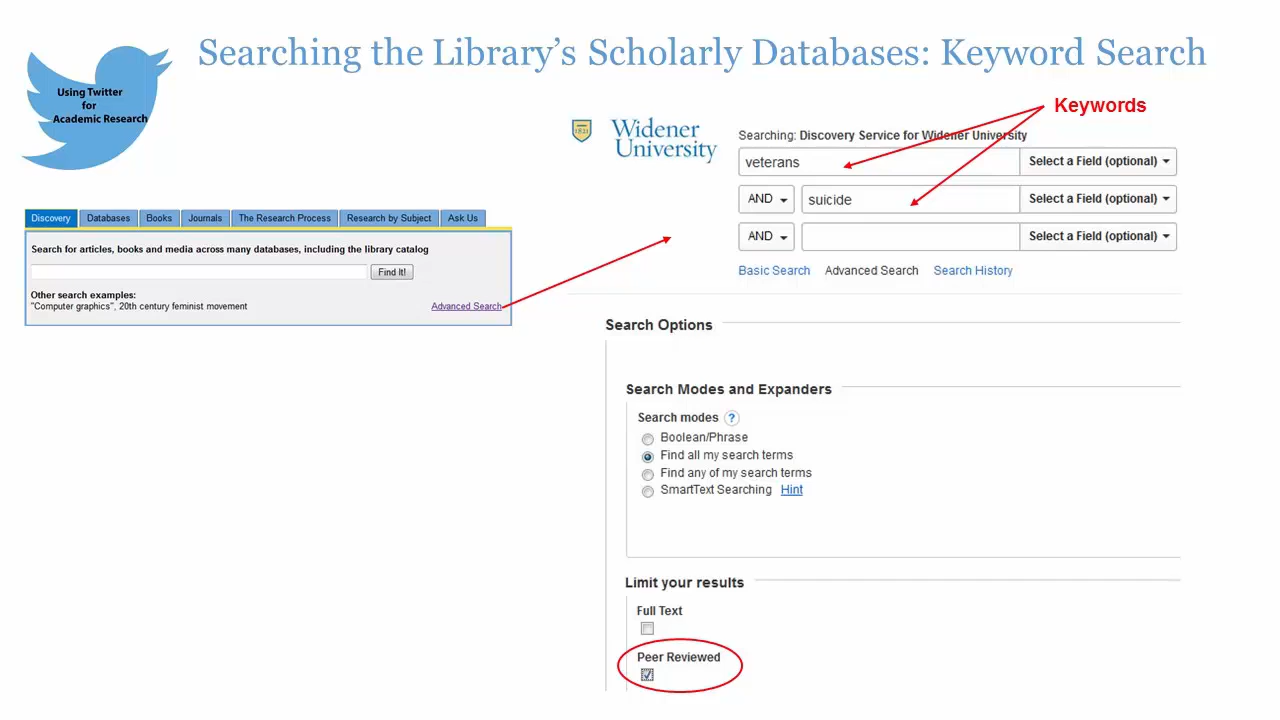 Searching the Library's Scholarly Databases: Keyword Search
Using Twitter
for
Academic Research
Keywords
1821
Widener
University
Searching: Discovery Service for Widener University
veterans
Select a Field (optional)
AND
suicide
Select a Field (optional)
AND
Select a Field (optional)
Basic Search Advanced Search Search History
Discovery Databases Books Journals The Research Process Research by Subject Ask Us
Search for articles, books and media across many databases, including the library catalog
Find It!
Other search examples:
"Computer graphics", 20th century feminist movement
Advanced Search
Search Options
Search Modes and Expanders
Search modes ?
Boolean/Phrase
Find all my search terms
Find any of my search terms
SmartText Searching Hint
Limit your results
Full Text
Peer Reviewed